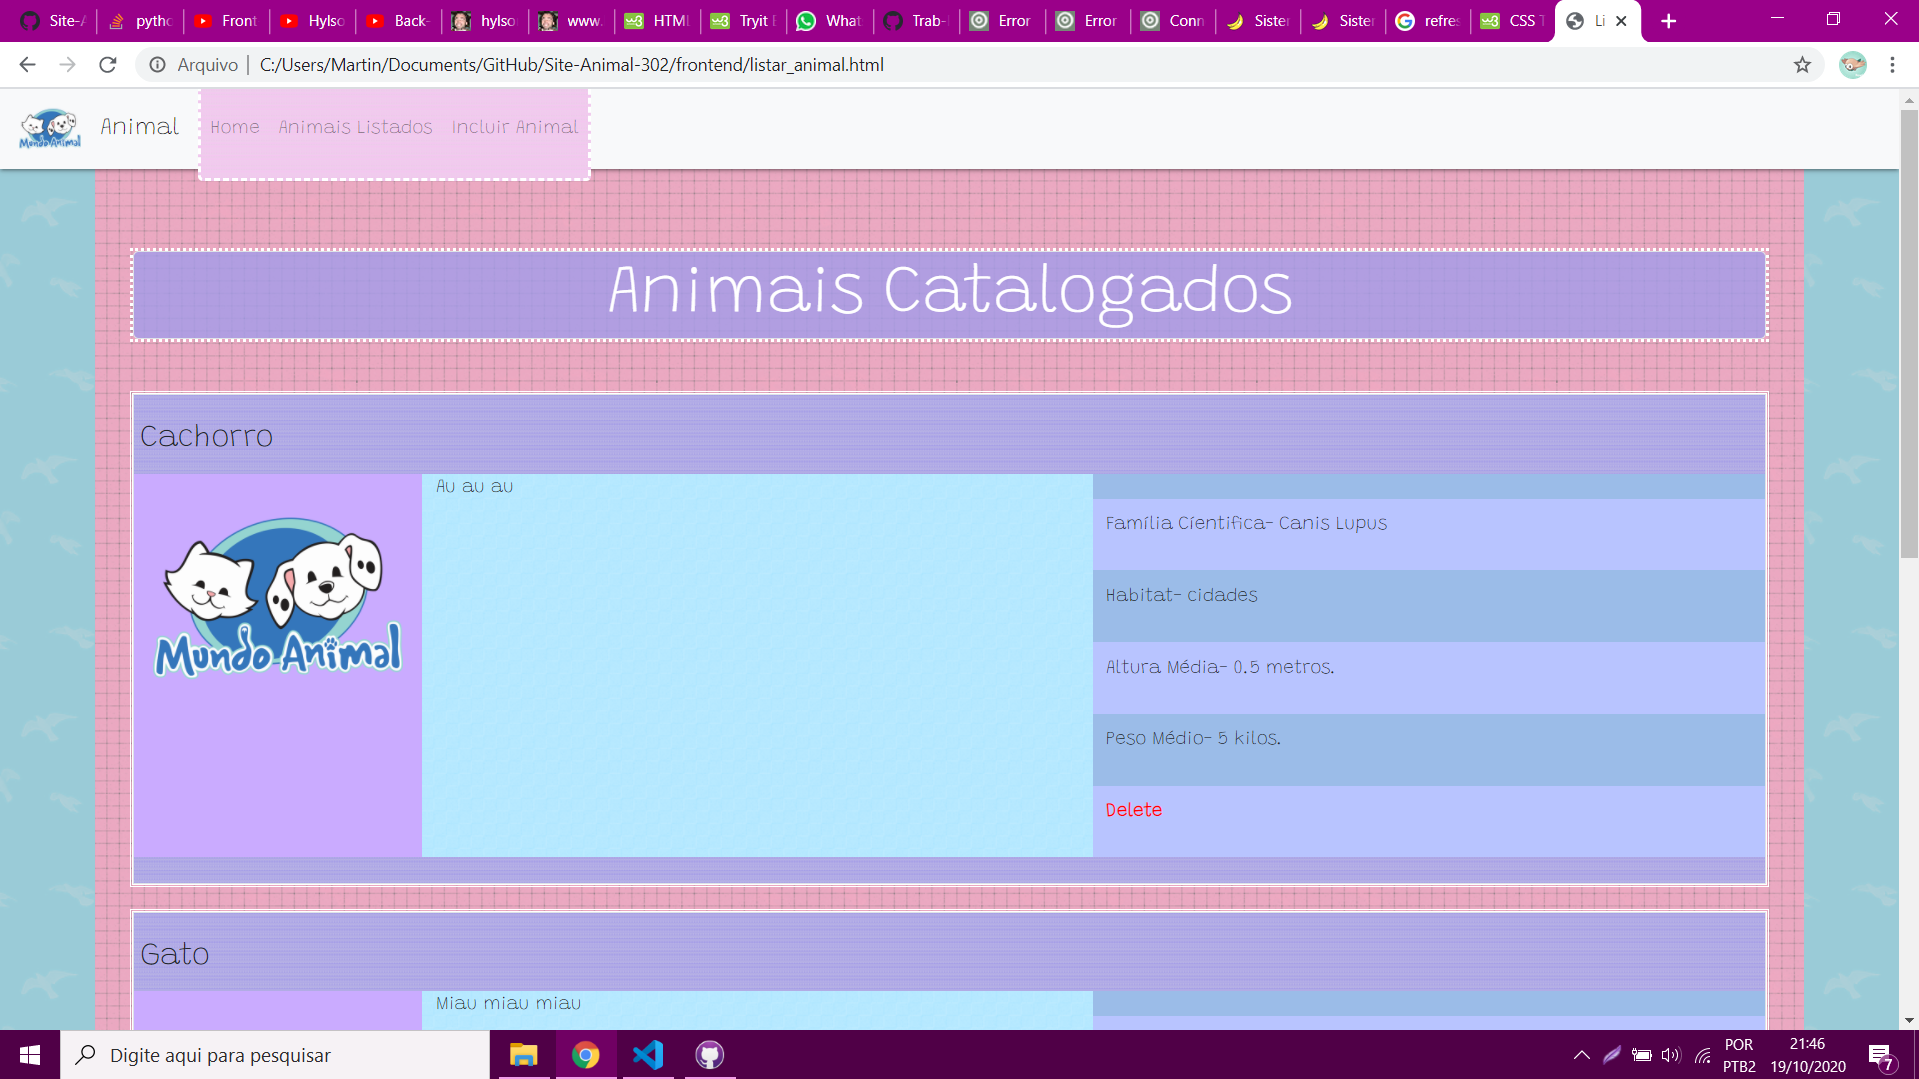 Site-A
pytho
Front
Hylso
Back-
hylso
www.
HTML
Tryit E
What
Trab-
Error
Error
Conn
Sister
Sister
refres
CSS T
Li
Arquivo | C:/Users/Martin/Documents/GitHub/Site-Animal-302/frontend/listar_animal.html
Mundo Animal
Animal
Home
Animais Listados
Incluir Animal
Animais Catalogados
Cachorro
Au au au
Mundo Animal
Família Cíentifica- Canis Lupus
Habitat- cidades
Altura Média- 0.5 metros.
Peso Médio- 5 kilos.
Delete
Gato
Miau miau miau
Digite aqui para pesquisar
POR
PTB2
21:46
19/10/2020
7